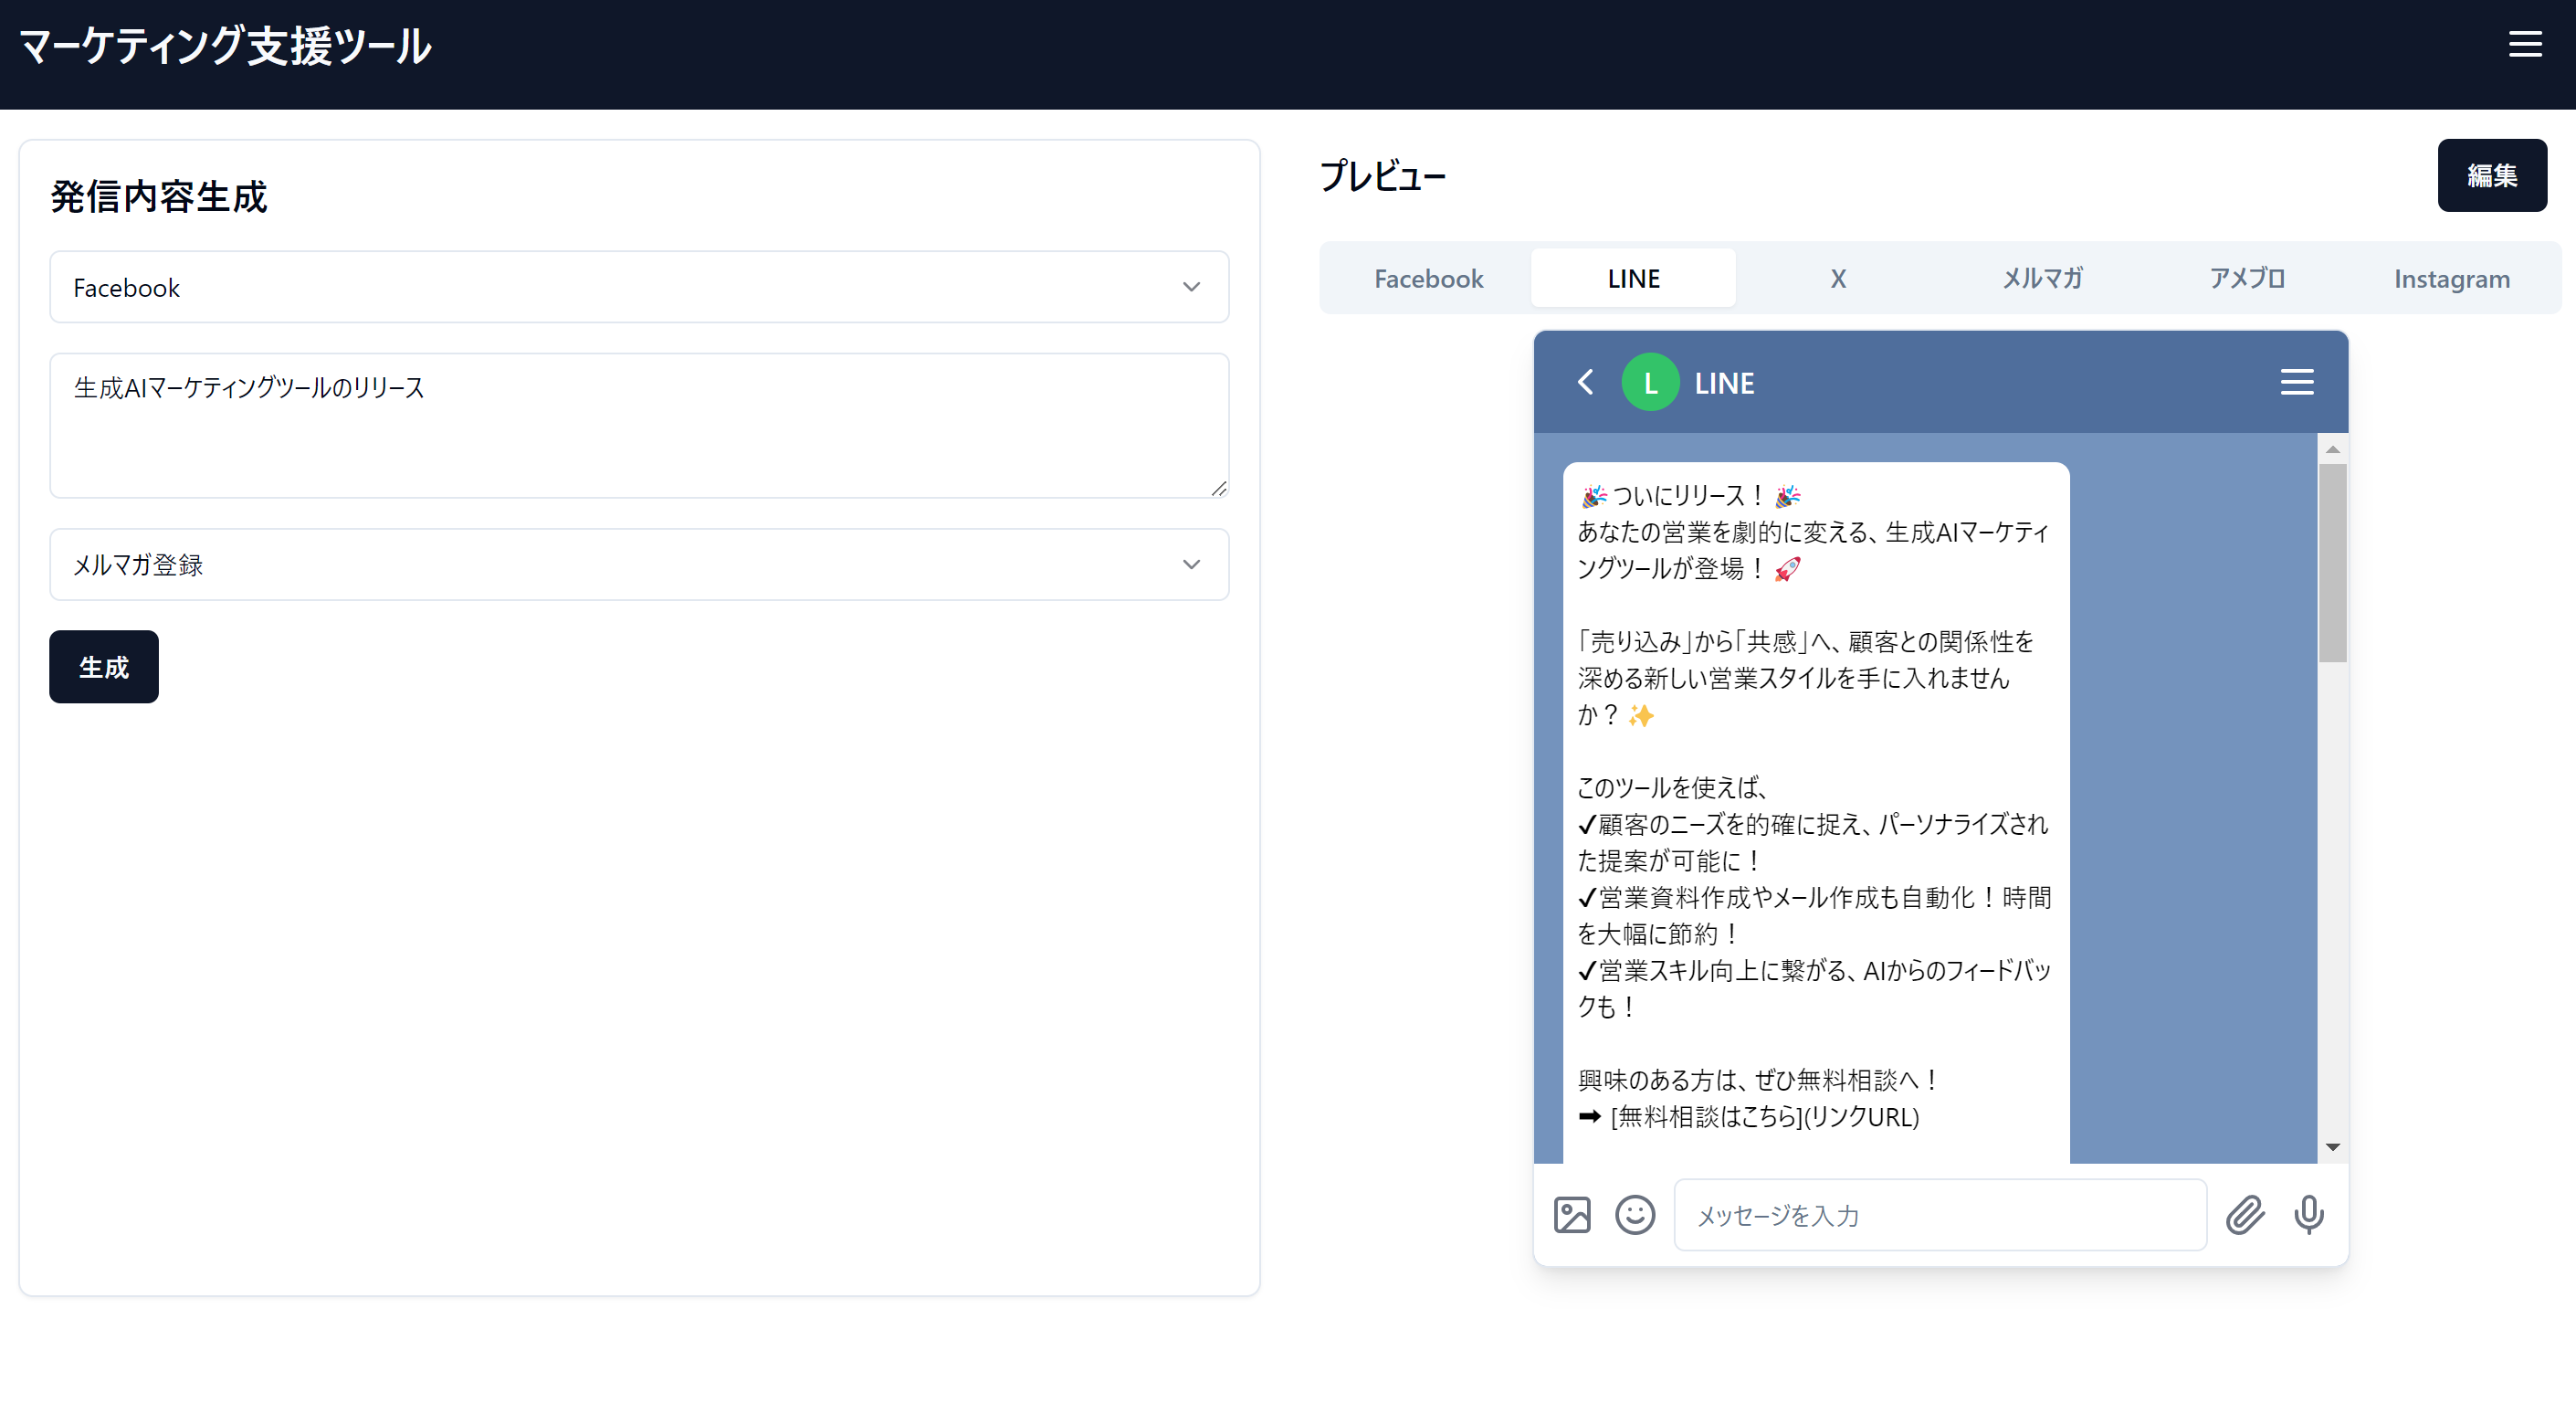 マーケティング支援ツール
発信内容生成
Facebook
生成AIマーケティングツールのリリース
メルマガ登録
生成
プレビュー
編集
Facebook LINE X メルマガ アメブロ Instagram
L LINE
🎉 ついにリリース！ 🎉
あなたの営業を劇的に変える、生成AIマーケティ
ングツールが登場！ 🚀
「売り込み」から「共感」へ、顧客との関係性を
深める新しい営業スタイルを手に入れません
か？ ✨
このツールを使えば、
✔顧客のニーズを的確に捉え、パーソナライズされ
た提案が可能に！
✔営業資料作成やメール作成も自動化！時間
を大幅に節約！
✔営業スキル向上に繋がる、AIからのフィードバッ
クも！
興味のある方は、ぜひ無料相談へ！
➡ [無料相談はこちら](リンクURL)
メッセージを入力